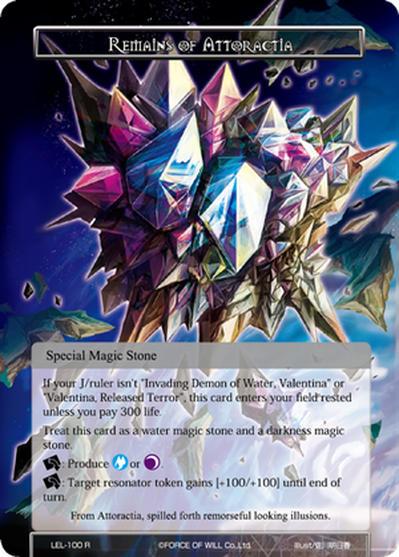 Remains of Attoractia
Special Magic Stone
If your J/ruler isn't "Invading Demon of Water, Valentina" or
"Valentina, Released Terror", this card enters your field rested
unless you pay 300 life.
Treat this card as a water magic stone and a darkness magic
stone.
: Produce or .
: Target resonator token gains [+100/+100] until end of
turn.
From Attoractia, spilled forth remorseful looking illusions.
LEL-100 R
©FORCE OF WILL Co.,Ltd.
Illust/